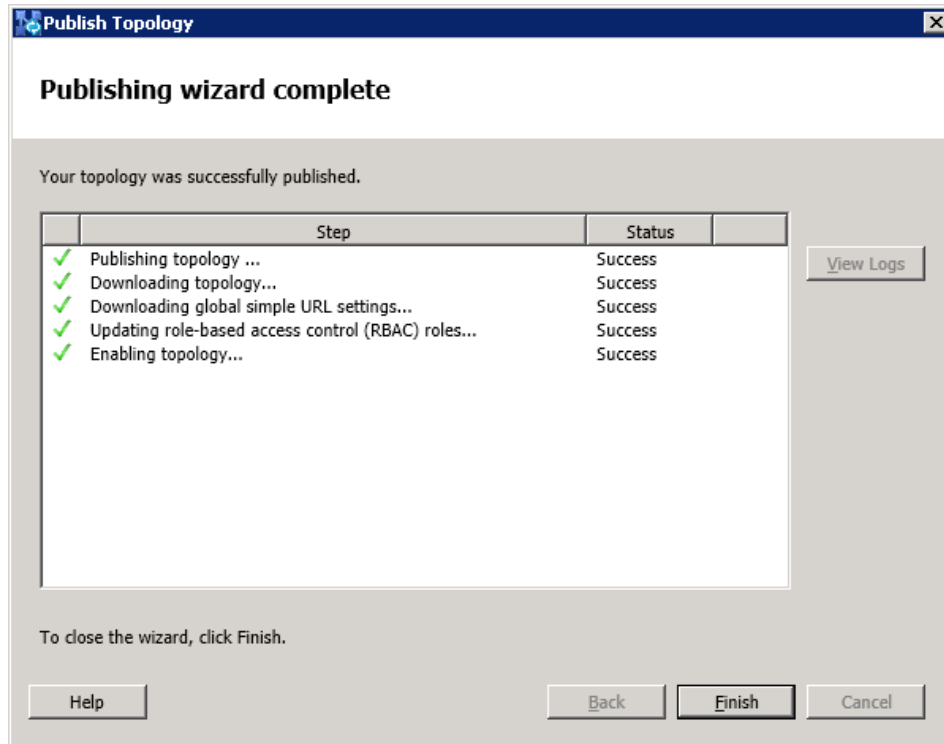 Publish Topology
Publishing wizard complete
Your topology was successfully published.
Step Status
Publishing topology ... Success
Downloading topology... Success
Downloading global simple URL settings... Success
Updating role-based access control (RBAC) roles... Success
Enabling topology... Success
View Logs
To close the wizard, click Finish.
Help Back Finish Cancel